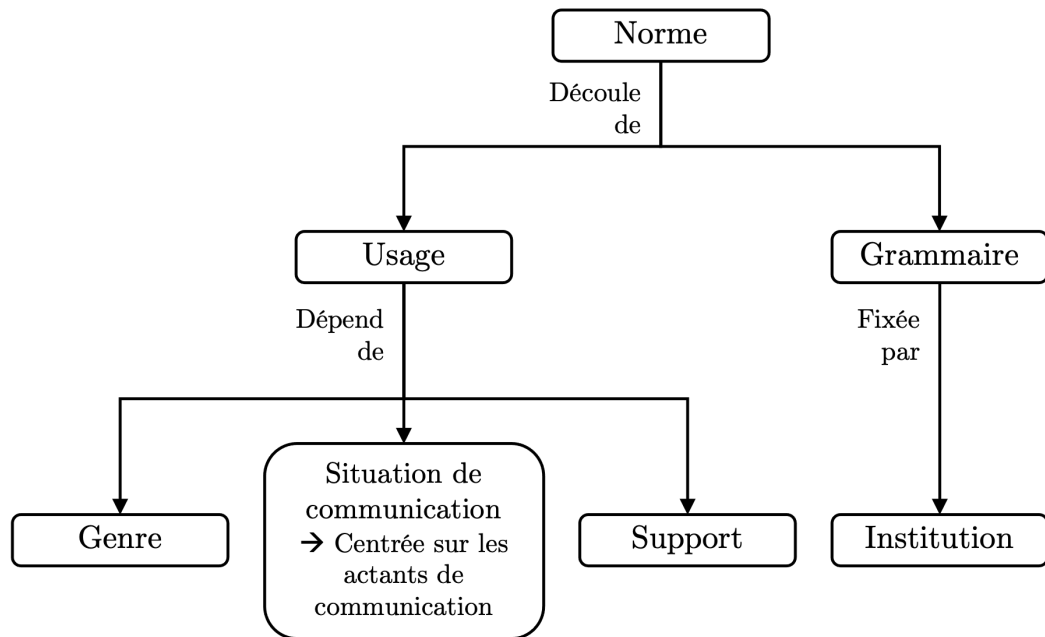 Norme
Découle
de
Usage
Grammaire
Dépend
de
Fixée
par
Genre
Situation de
communication
→ Centrée sur les
actants de
communication
Support
Institution